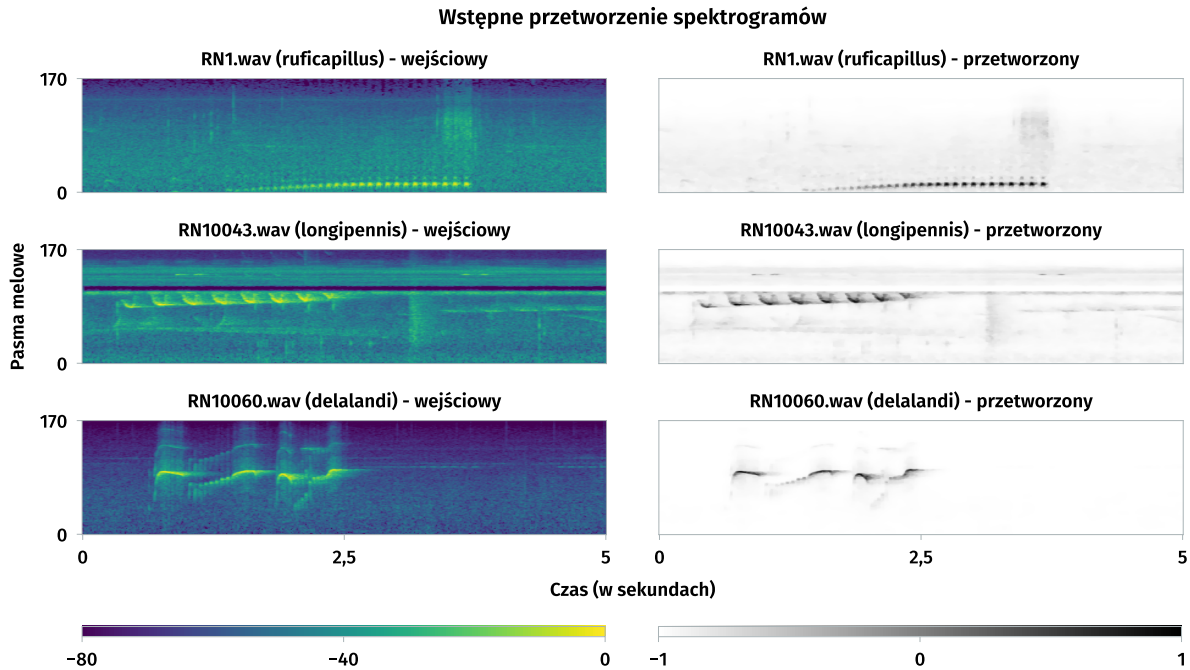 Wstępne przetworzenie spektrogramów
RN1.wav (ruficapillus) - wejściowy
RN1.wav (ruficapillus) - przetworzony
170
0
RN10043.wav (longipennis) - wejściowy
RN10043.wav (longipennis) - przetworzony
170
0
Pasma melowe
RN10060.wav (delalandi) - wejściowy
RN10060.wav (delalandi) - przetworzony
170
0
0 2,5 5
0 2,5 5
Czas (w sekundach)
−80 −40 0
−1 0 1